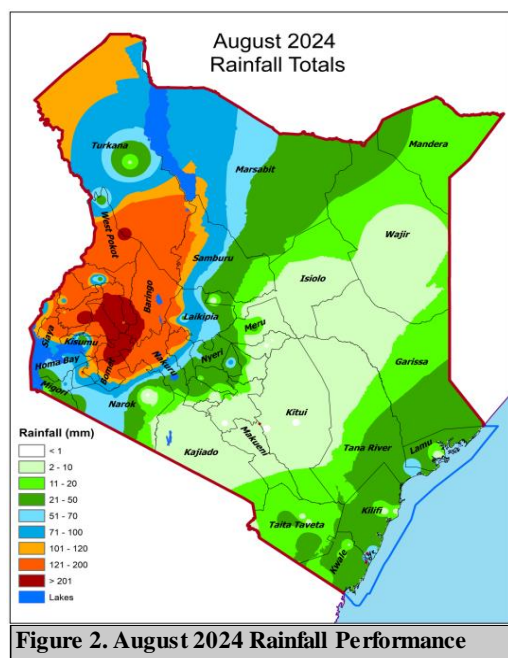 August 2024
Rainfall Totals
Turkana
Marsabit
Mandera
West Pokot
Wajir
Samburu
Isiolo
Baringo
Laikipia
Meru
Siaya
Kisumu
Nyeri
Garissa
Homa Bay
Bomet
Nakuru
Migori
Narok
Kitui
Kajiado
Makueni
Tana River
Lamu
Taita Taveta
Kilifi
Kwale
Rainfall (mm)
< 1
2 - 10
11 - 20
21 - 50
51 - 70
71 - 100
101 - 120
121 - 200
> 201
Lakes
Figure 2. August 2024 Rainfall Performance